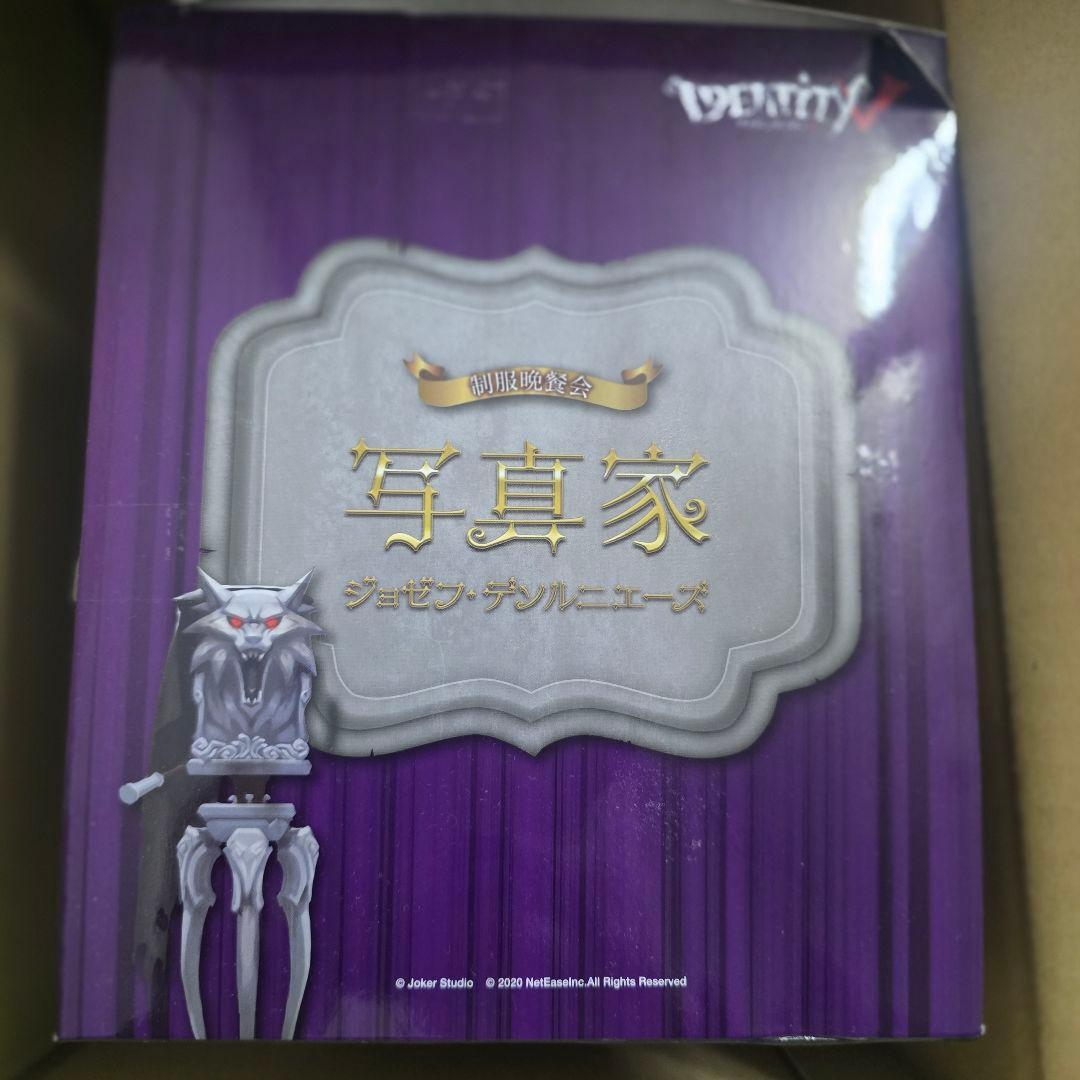 IDENTITY V
制服晩餐会
写真家
ジョゼフ・デソルニエーズ
© Joker Studio © 2020 NetEaseInc.All Rights Reserved